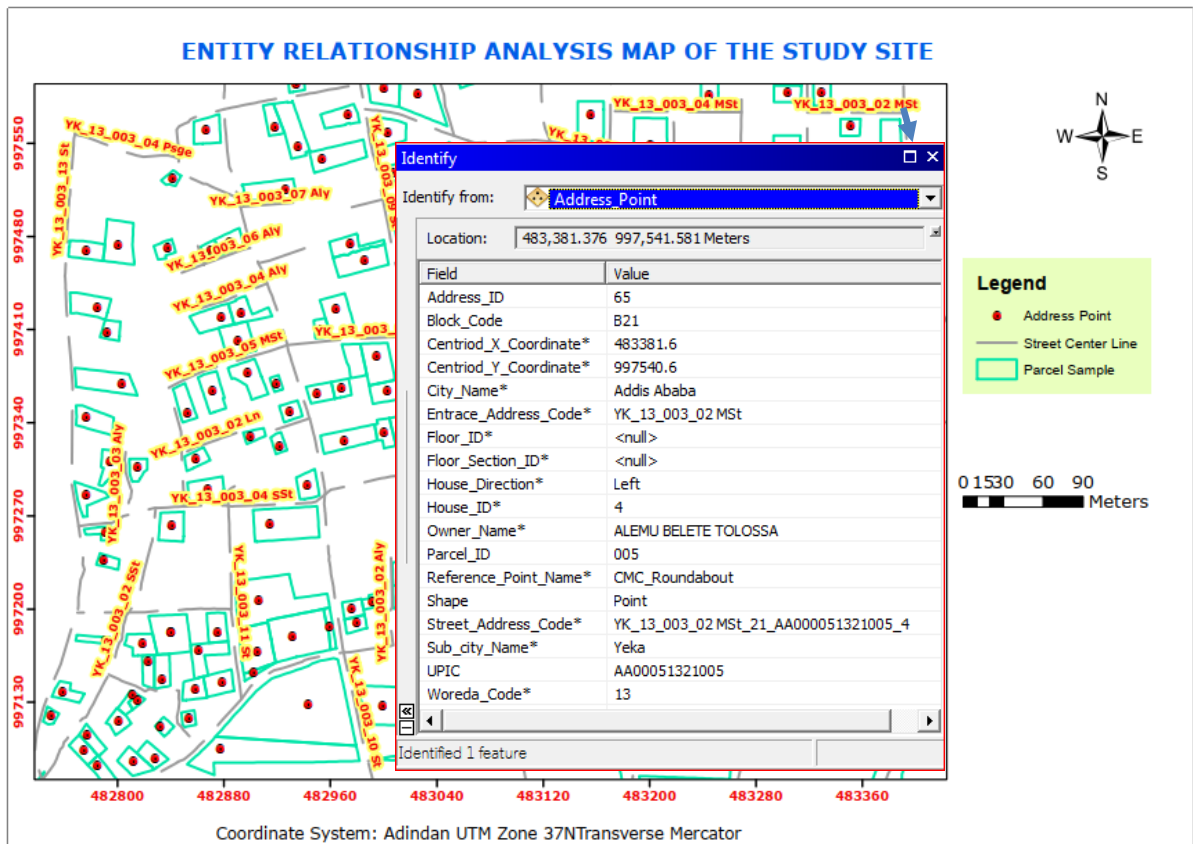 ENTITY RELATIONSHIP ANALYSIS MAP OF THE STUDY SITE
YK_13_003_04 MSt
YK_13_003_02 MSt
YK_13_003_04 Psge
YK_13_003_13 St
YK_13_003_07 Aly
YK_13_003_06 Aly
YK_13_003_04 Aly
YK_13_003_05 MSt
YK_13_003_
YK_13_003_02 Ln
YK_13_003_03 Aly
YK_13_003_04 SSt
YK_13_003_02 SSt
YK_13_003_11 St
YK_13_003_02 Aly
YK_13_003_10 St
997550
997480
997410
997340
997270
997200
997130
482800 482880 482960 483040 483120 483200 483280 483360
Identify
Identify from: Address_Point
Location: 483,381.376 997,541.581 Meters
Field Value
Address_ID 65
Block_Code B21
Centriod_X_Coordinate* 483381.6
Centriod_Y_Coordinate* 997540.6
City_Name* Addis Ababa
Entrace_Address_Code* YK_13_003_02 MSt
Floor_ID* <null>
Floor_Section_ID* <null>
House_Direction* Left
House_ID* 4
Owner_Name* ALEMU BELETE TOLOSSA
Parcel_ID 005
Reference_Point_Name* CMC_Roundabout
Shape Point
Street_Address_Code* YK_13_003_02 MSt_21_AA000051321005_4
Sub_city_Name* Yeka
UPIC AA00051321005
Woreda_Code* 13
Identified 1 feature
N
W E
S
Legend
Address Point
Street Center Line
Parcel Sample
0 15 30 60 90
Meters
Coordinate System: Adindan UTM Zone 37NTransverse Mercator